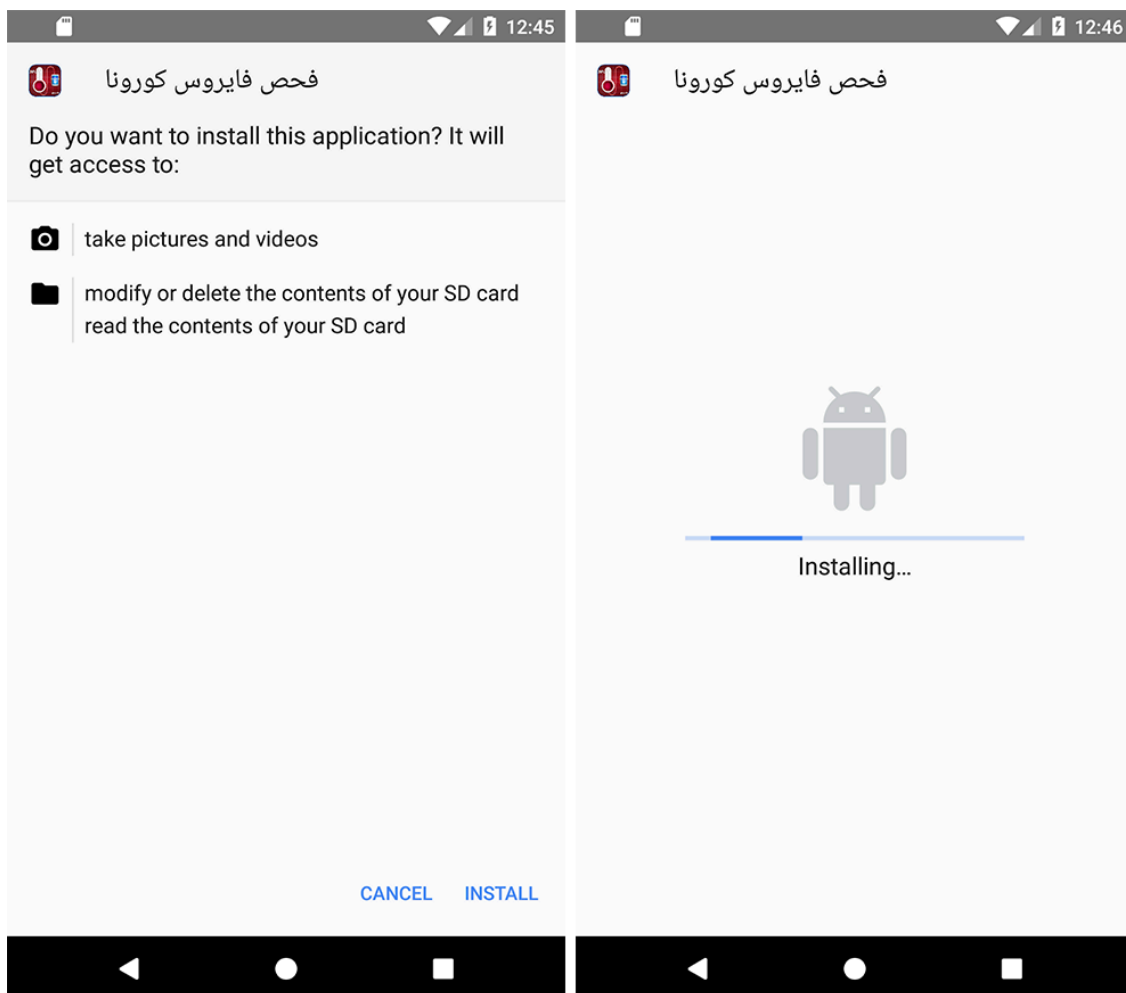 12:45
فحص فايروس كورونا
Do you want to install this application? It will
get access to:
take pictures and videos
modify or delete the contents of your SD card
read the contents of your SD card
CANCEL INSTALL
12:46
فحص فايروس كورونا
Installing...